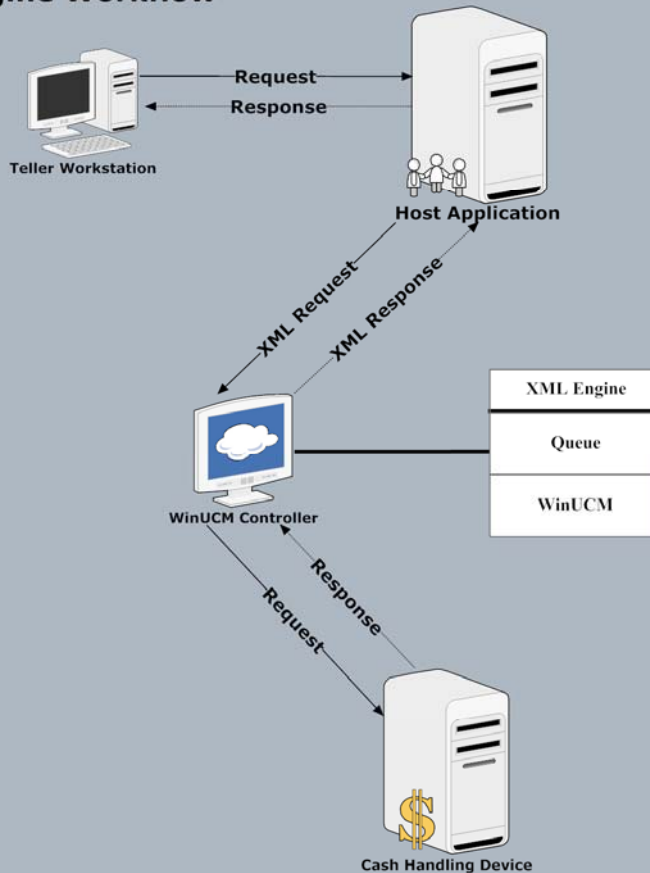 Workflow
Request
Response
Teller Workstation
Host Application
XML Request
XML Response
XML Engine
Queue
WinUCM
WinUCM Controller
Response
Request
$
Cash Handling Device